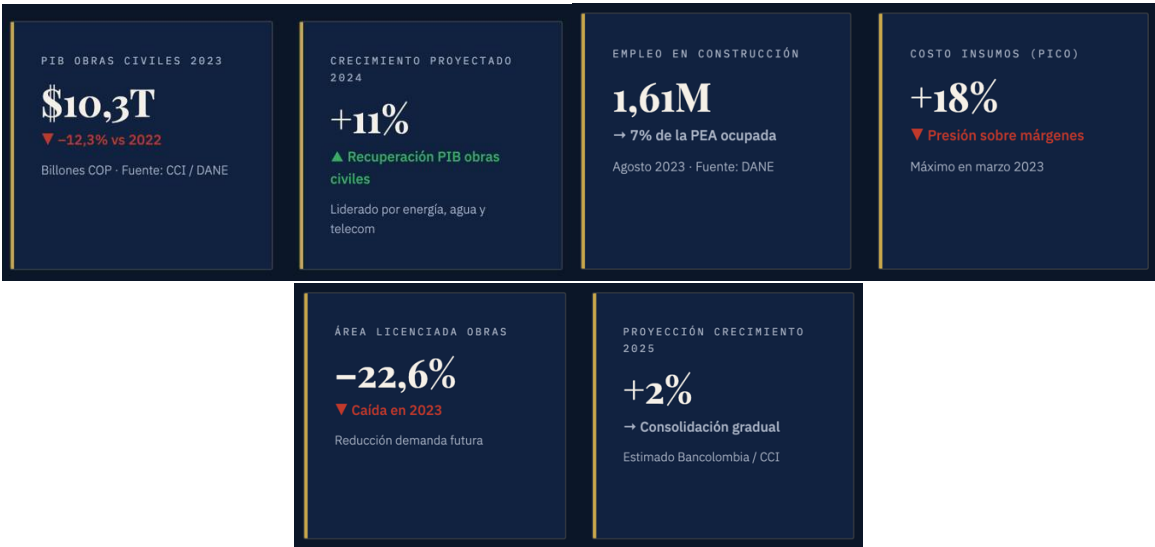 PIB OBRAS CIVILES 2023
$10,3T
▼ −12,3% vs 2022
Billones COP · Fuente: CCI / DANE
CRECIMIENTO PROYECTADO
2024
+11%
▲ Recuperación PIB obras
civiles
Liderado por energía, agua y
telecom
EMPLEO EN CONSTRUCCIÓN
1,61M
→ 7% de la PEA ocupada
Agosto 2023 · Fuente: DANE
COSTO INSUMOS (PICO)
+18%
▼ Presión sobre márgenes
Máximo en marzo 2023
ÁREA LICENCIADA OBRAS
−22,6%
▼ Caída en 2023
Reducción demanda futura
PROYECCIÓN CRECIMIENTO
2025
+2%
→ Consolidación gradual
Estimado Bancolombia / CCI